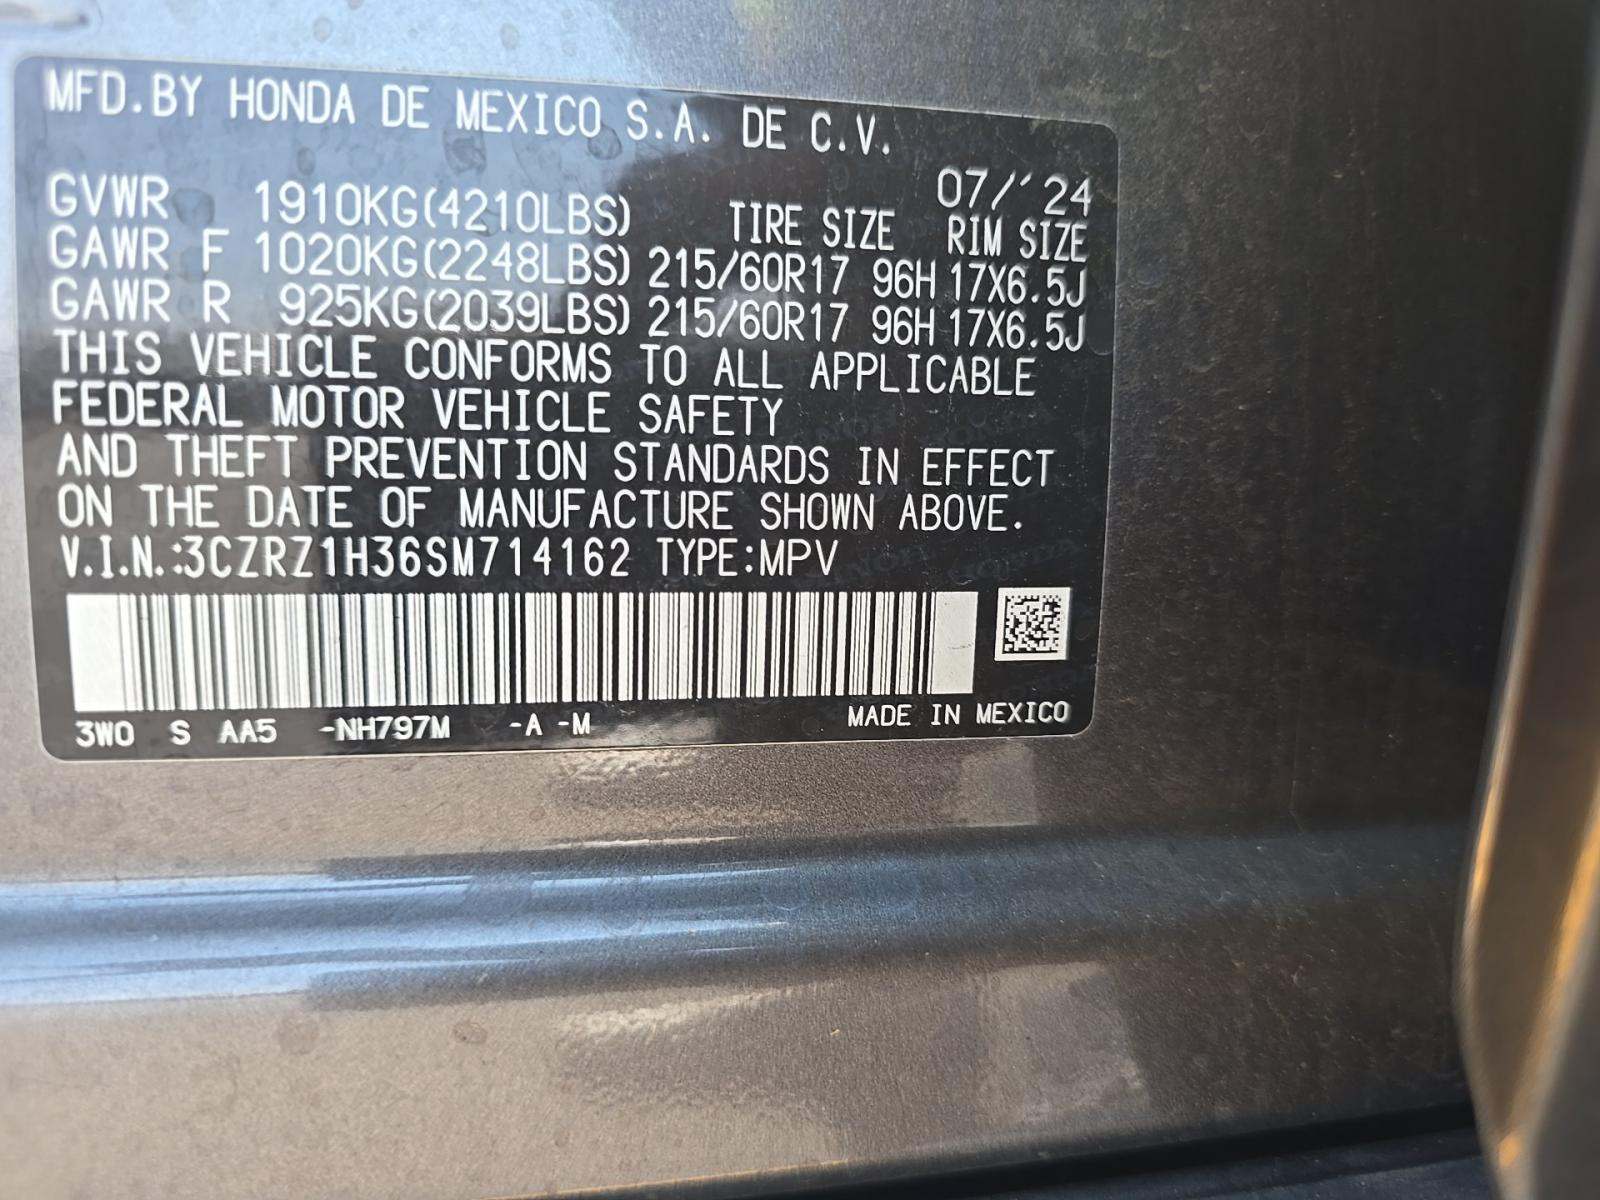 MFD.BY HONDA DE MEXICO S.A. DE C.V.
07/'24
GVWR 1910KG(4210LBS) TIRE SIZE RIM SIZE
GAWR F 1020KG(2248LBS) 215/60R17 96H 17X6.5J
GAWR R 925KG(2039LBS) 215/60R17 96H 17X6.5J
THIS VEHICLE CONFORMS TO ALL APPLICABLE
FEDERAL MOTOR VEHICLE SAFETY
AND THEFT PREVENTION STANDARDS IN EFFECT
ON THE DATE OF MANUFACTURE SHOWN ABOVE.
V.I.N.:3CZRZ1H36SM714162 TYPE:MPV
3W0 S AA5 -NH797M -A -M MADE IN MEXICO